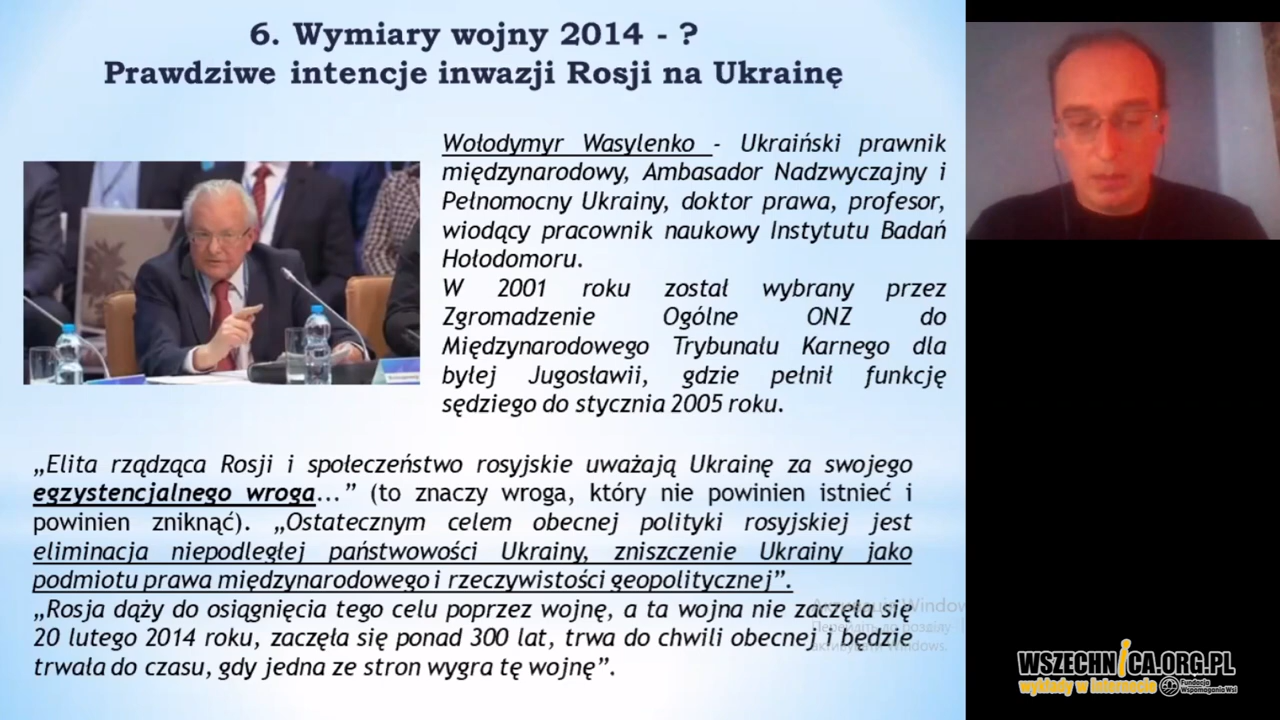 6. Wymiary wojny 2014 - ?
Prawdziwe intencje inwazji Rosji na Ukrainę
Wołodymyr Wasylenko - Ukraiński prawnik
międzynarodowy, Ambasador Nadzwyczajny i
Pełnomocny Ukrainy, doktor prawa, profesor,
wiodący pracownik naukowy Instytutu Badań
Hołodomoru.
W 2001 roku został wybrany przez
Zgromadzenie Ogólne ONZ do
Międzynarodowego Trybunału Karnego dla
byłej Jugosławii, gdzie pełnił funkcję
sędziego do stycznia 2005 roku.
„Elita rządząca Rosji i społeczeństwo rosyjskie uważają Ukrainę za swojego
egzystencjalnego wroga...” (to znaczy wroga, który nie powinien istnieć i
powinien zniknąć). „Ostatecznym celem obecnej polityki rosyjskiej jest
eliminacja niepodległej państwowości Ukrainy, zniszczenie Ukrainy jako
podmiotu prawa międzynarodowego i rzeczywistości geopolitycznej”.
„Rosja dąży do osiągnięcia tego celu poprzez wojnę, a ta wojna nie zaczęła się
20 lutego 2014 roku, zaczęła się ponad 300 lat, trwa do chwili obecnej i będzie
trwała do czasu, gdy jedna ze stron wygra tę wojnę”.
Windows
активувати Windows.
WSZECHNICA.ORG.PL
wykłady w internecie
Fundacja
Wspomagania Wsi